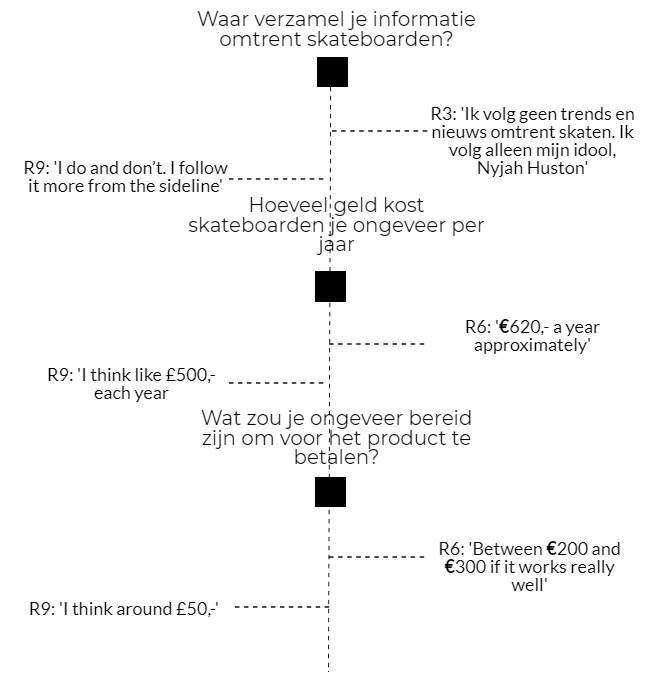 Waar verzamel je informatie
omtrent skateboarden?
R3: 'Ik volg geen trends en
nieuws omtrent skaten. Ik
volg alleen mijn idool,
Nyjah Huston'
R9: 'I do and don't. I follow
it more from the sideline'
Hoeveel geld kost
skateboarden je ongeveer per
jaar
R6: '€620,- a year
approximately'
R9: 'I think like £500,-
each year
Wat zou je ongeveer bereid
zijn om voor het product te
betalen?
R6: 'Between €200 and
€300 if it works really
well'
R9: 'I think around £50,-'